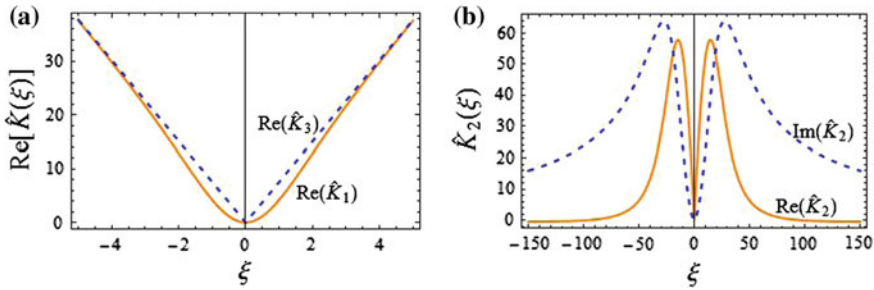 (a)
Re[K̂(ξ)]
30
20
10
0
Re(K̂₃)
Re(K̂₁)
−4 −2 0 2 4
ξ
(b)
K̂₂(ξ)
60
50
40
30
20
10
0
Im(K̂₂)
Re(K̂₂)
−150 −100 −50 0 50 100 150
ξ